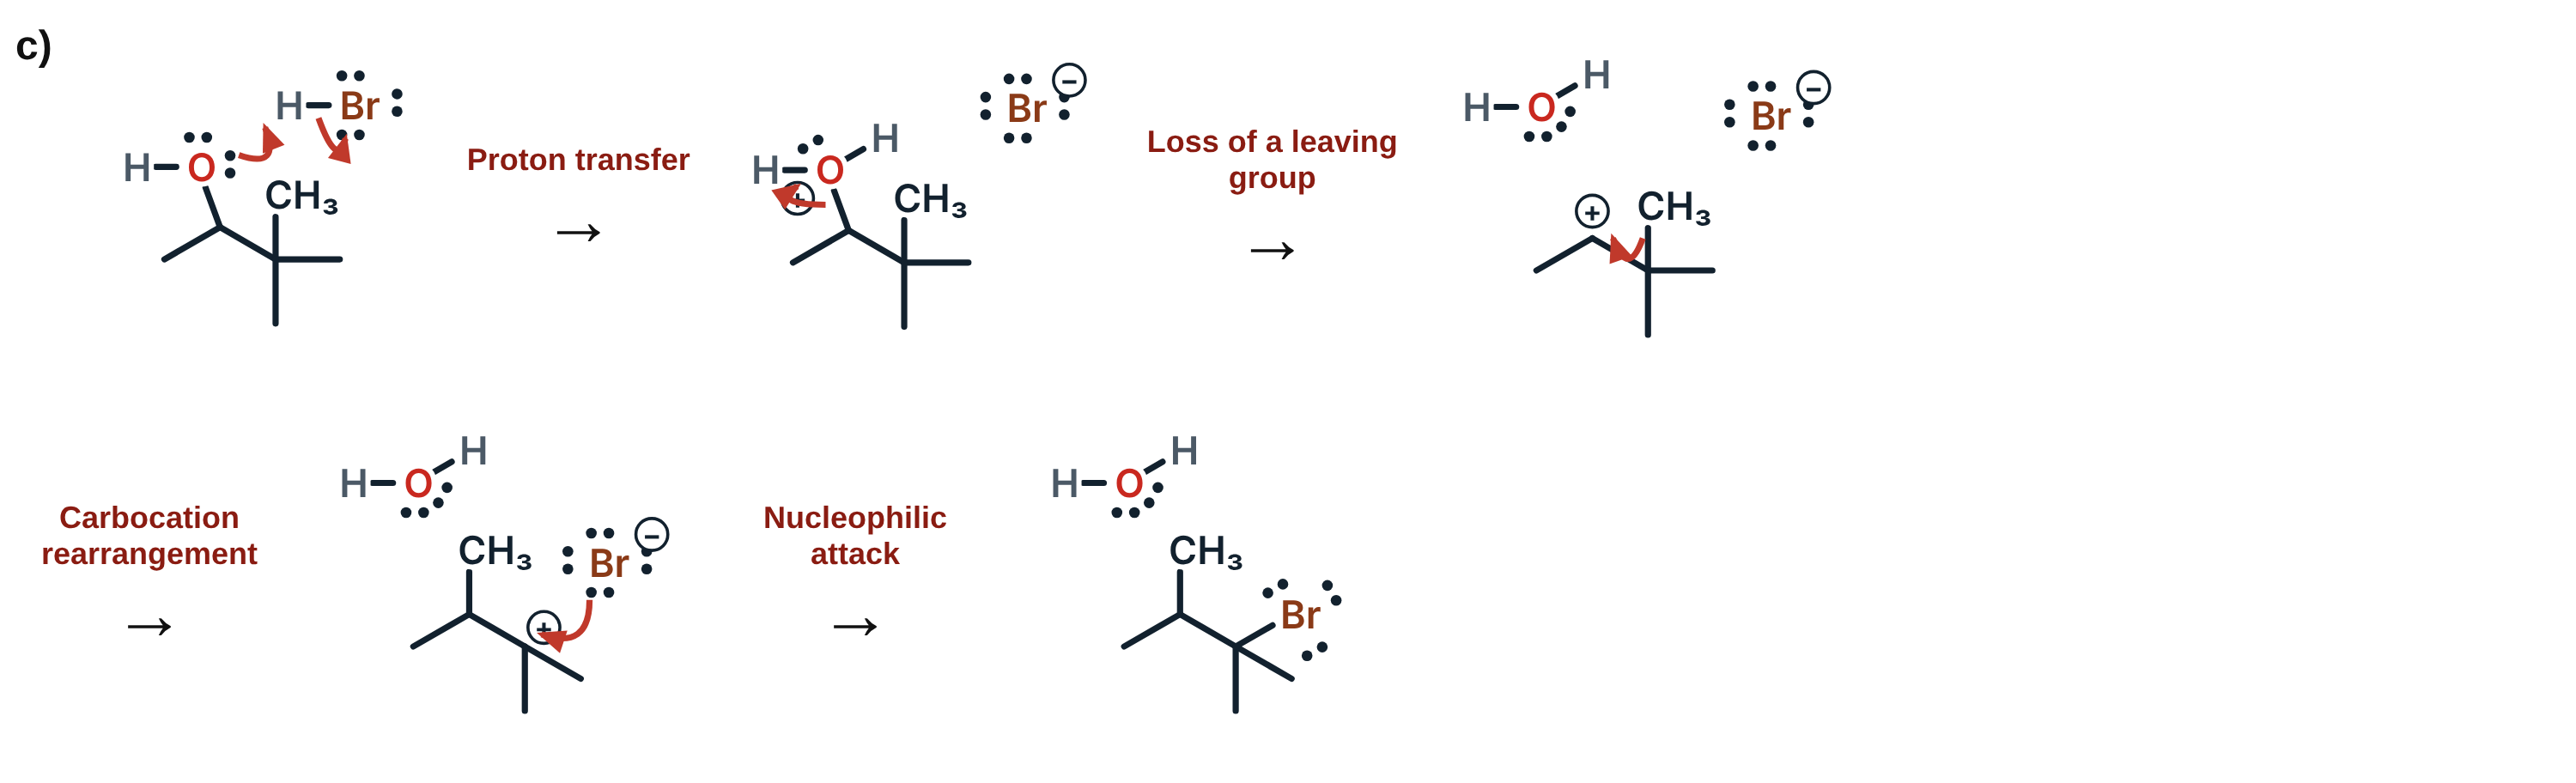 c)
H Br
H O
CH₃
Proton transfer
→
Br −
H O H
+
CH₃
Loss of a leaving
group
→
H O H
Br −
+ CH₃
Carbocation
rearrangement
→
H O H
CH₃ Br −
+
Nucleophilic
attack
→
H O H
CH₃
Br